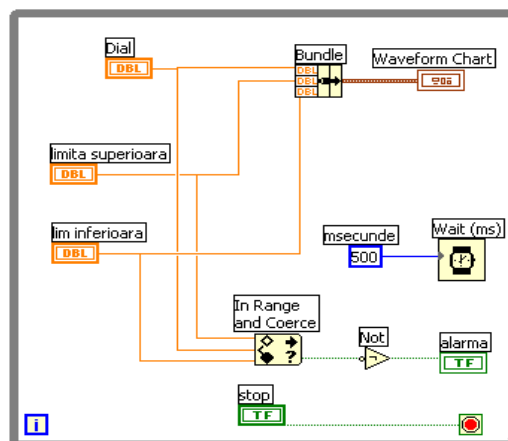 Dial
DBL
Bundle
DBL
DBL
DBL
Waveform Chart
limita superioara
DBL
lim inferioara
DBL
msecunde
500
Wait (ms)
In Range
and Coerce
?
Not
alarma
TF
stop
TF
i